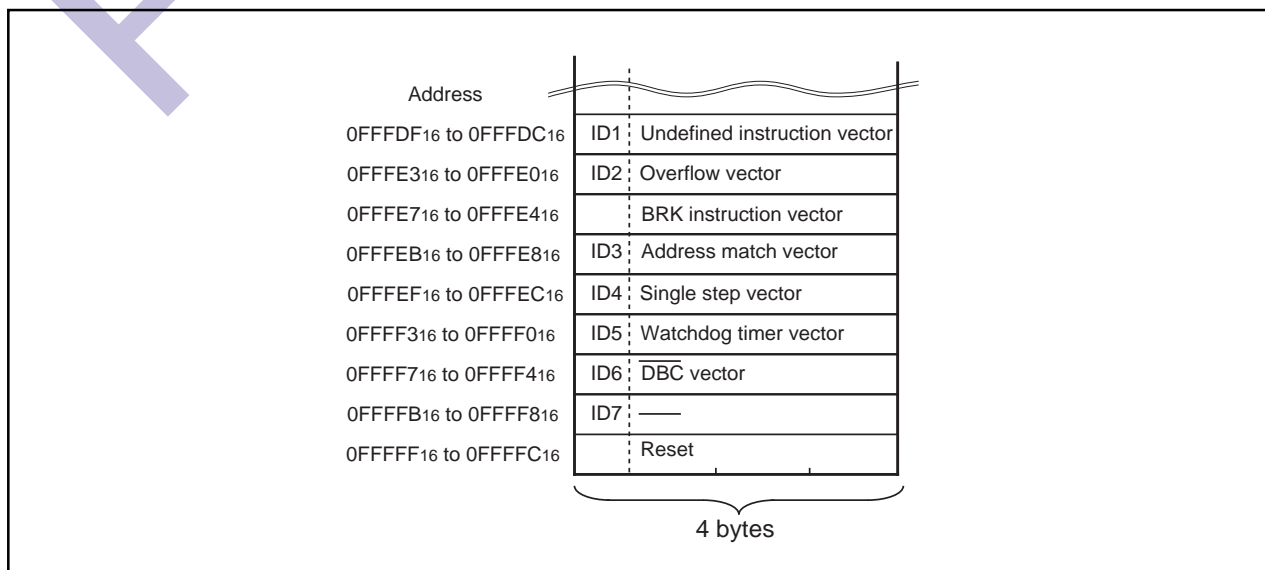 Address
0FFFDF16 to 0FFFDC16 ID1 Undefined instruction vector
0FFFE316 to 0FFFE016 ID2 Overflow vector
0FFFE716 to 0FFFE416 BRK instruction vector
0FFFEB16 to 0FFFE816 ID3 Address match vector
0FFFEF16 to 0FFFEC16 ID4 Single step vector
0FFFF316 to 0FFFF016 ID5 Watchdog timer vector
0FFFF716 to 0FFFF416 ID6 DBC vector
0FFFFB16 to 0FFFF816 ID7 —
0FFFFF16 to 0FFFFC16 Reset
4 bytes